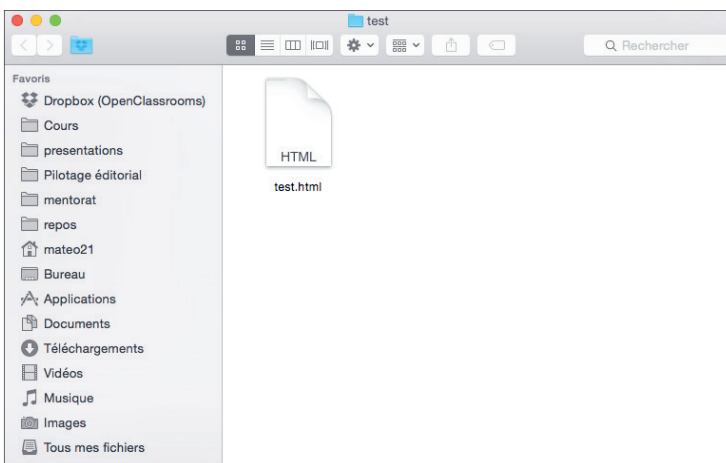 test
Rechercher
Favoris
Dropbox (OpenClassrooms)
Cours
presentations
Pilotage éditorial
mentorat
repos
mateo21
Bureau
Applications
Documents
Téléchargements
Vidéos
Musique
Images
Tous mes fichiers
HTML
test.html